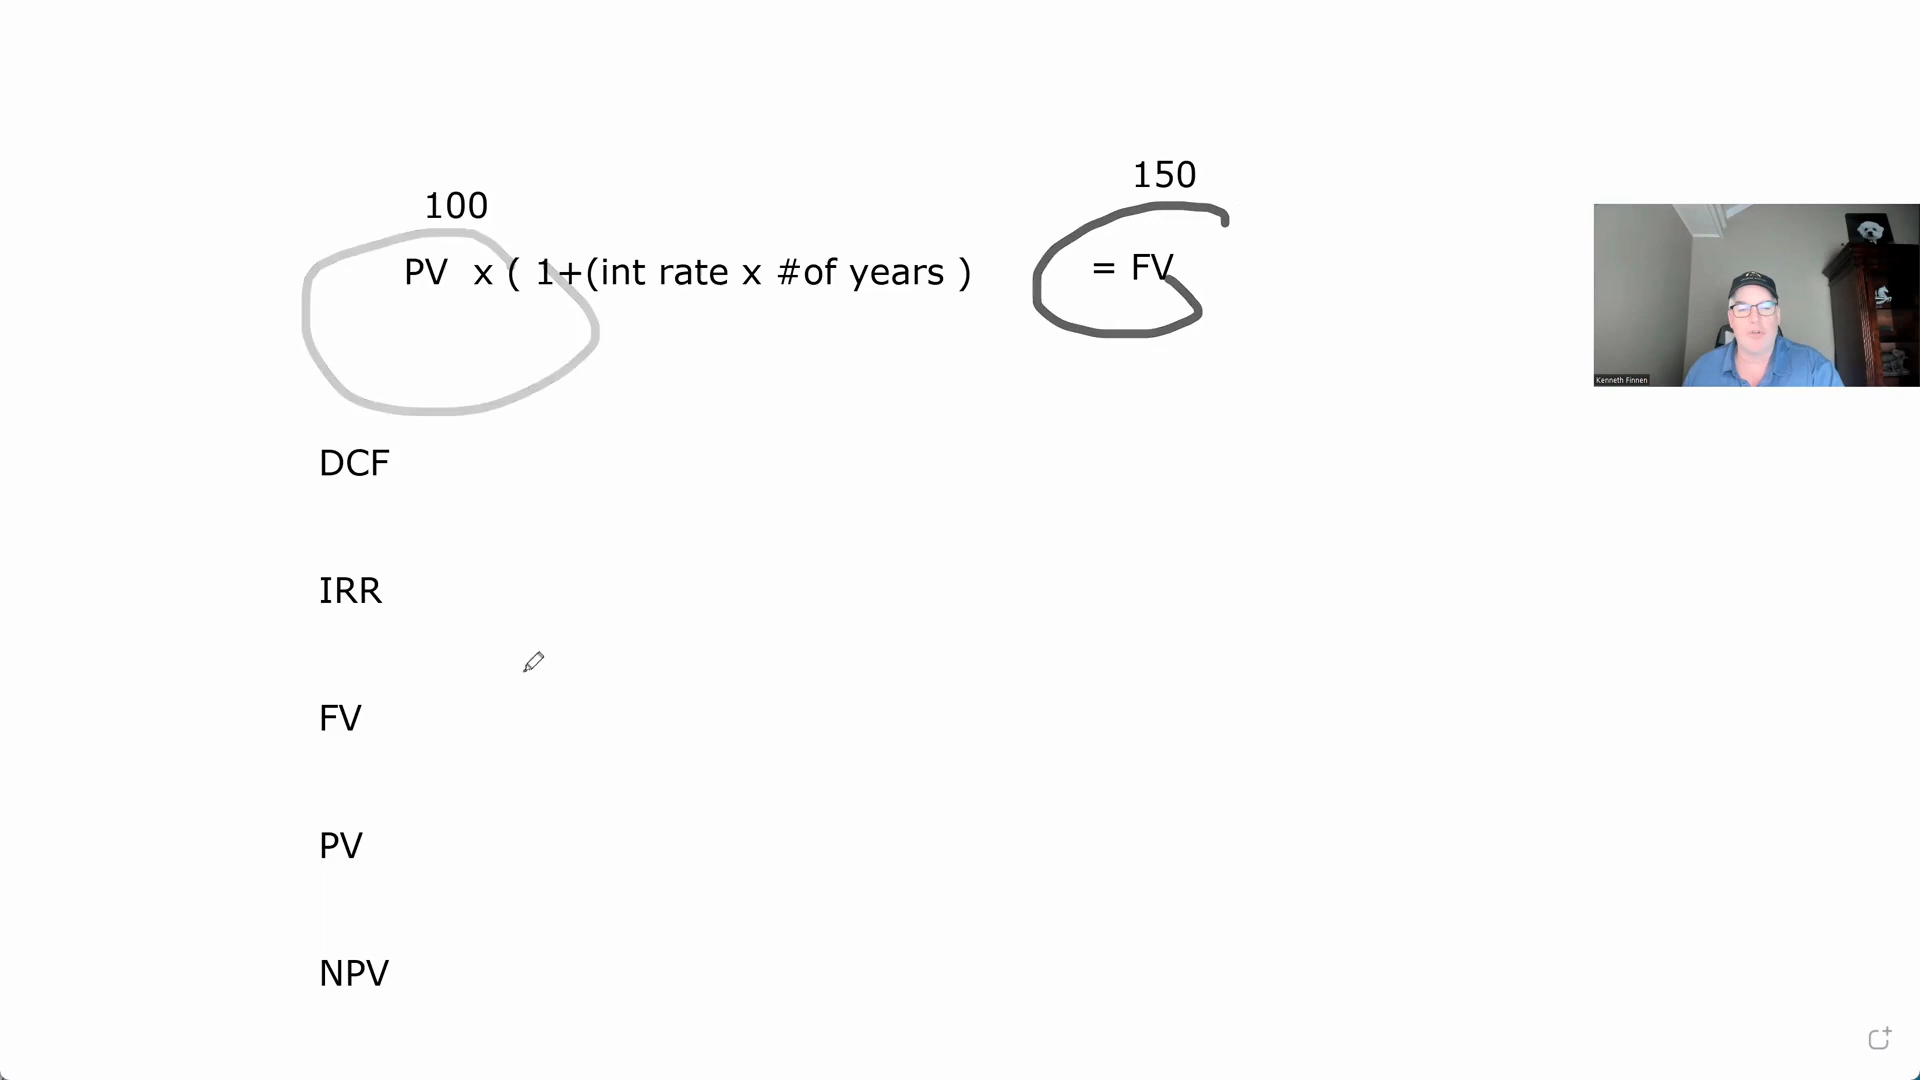 150
100
PV x ( 1+(int rate x #of years ) = FV
Kenneth Finnen
DCF
IRR
FV
PV
NPV